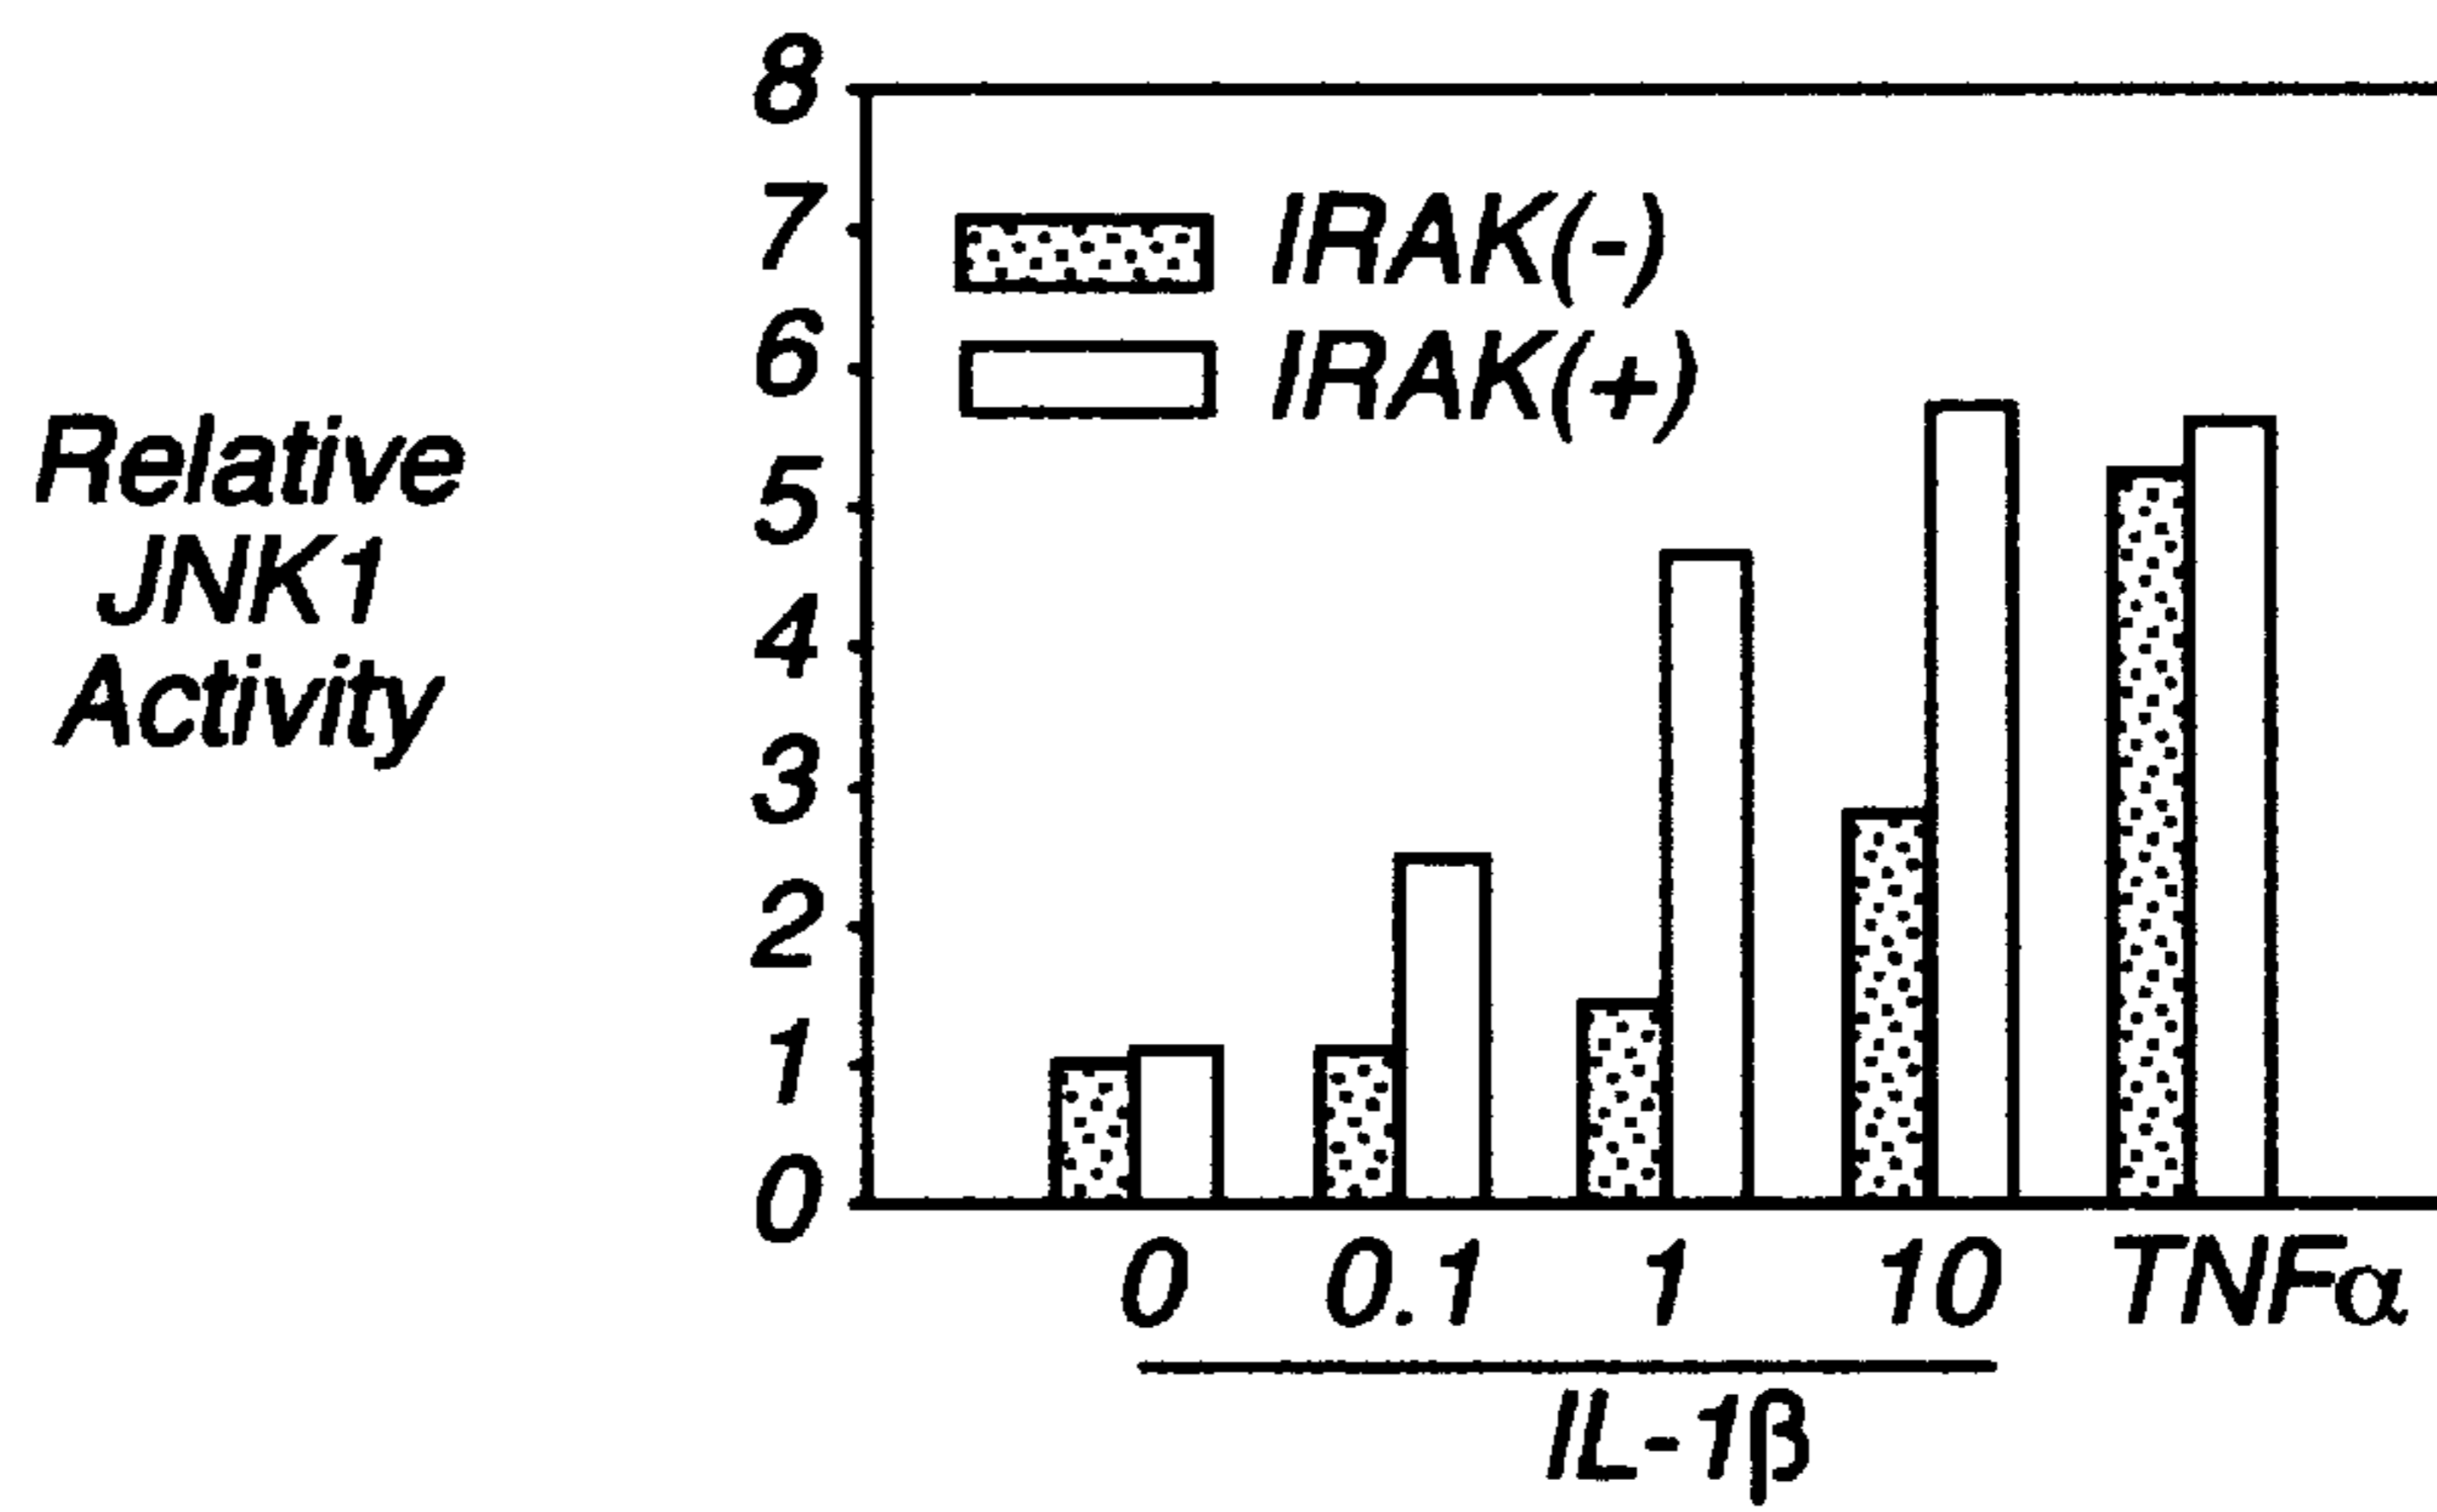 8
7
6
5
4
3
2
1
0
Relative
JNK1
Activity
IRAK(-)
IRAK(+)
0 0.1 1 10 TNFα
IL-1β